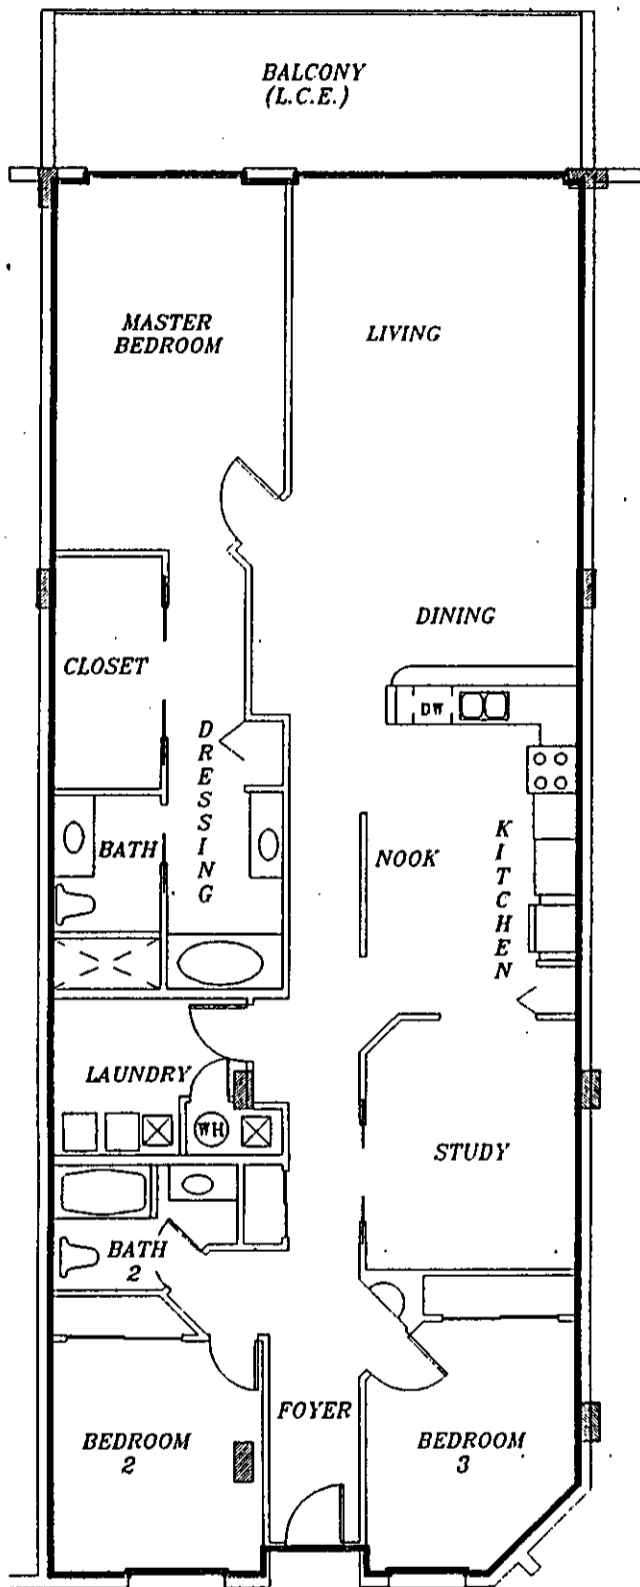 BALCONY
(L.C.E.)
MASTER
BEDROOM
LIVING
DINING
CLOSET
DW
DRESSING
BATH
NOOK
KITCHEN
LAUNDRY
WH
STUDY
BATH
2
FOYER
BEDROOM
2
BEDROOM
3